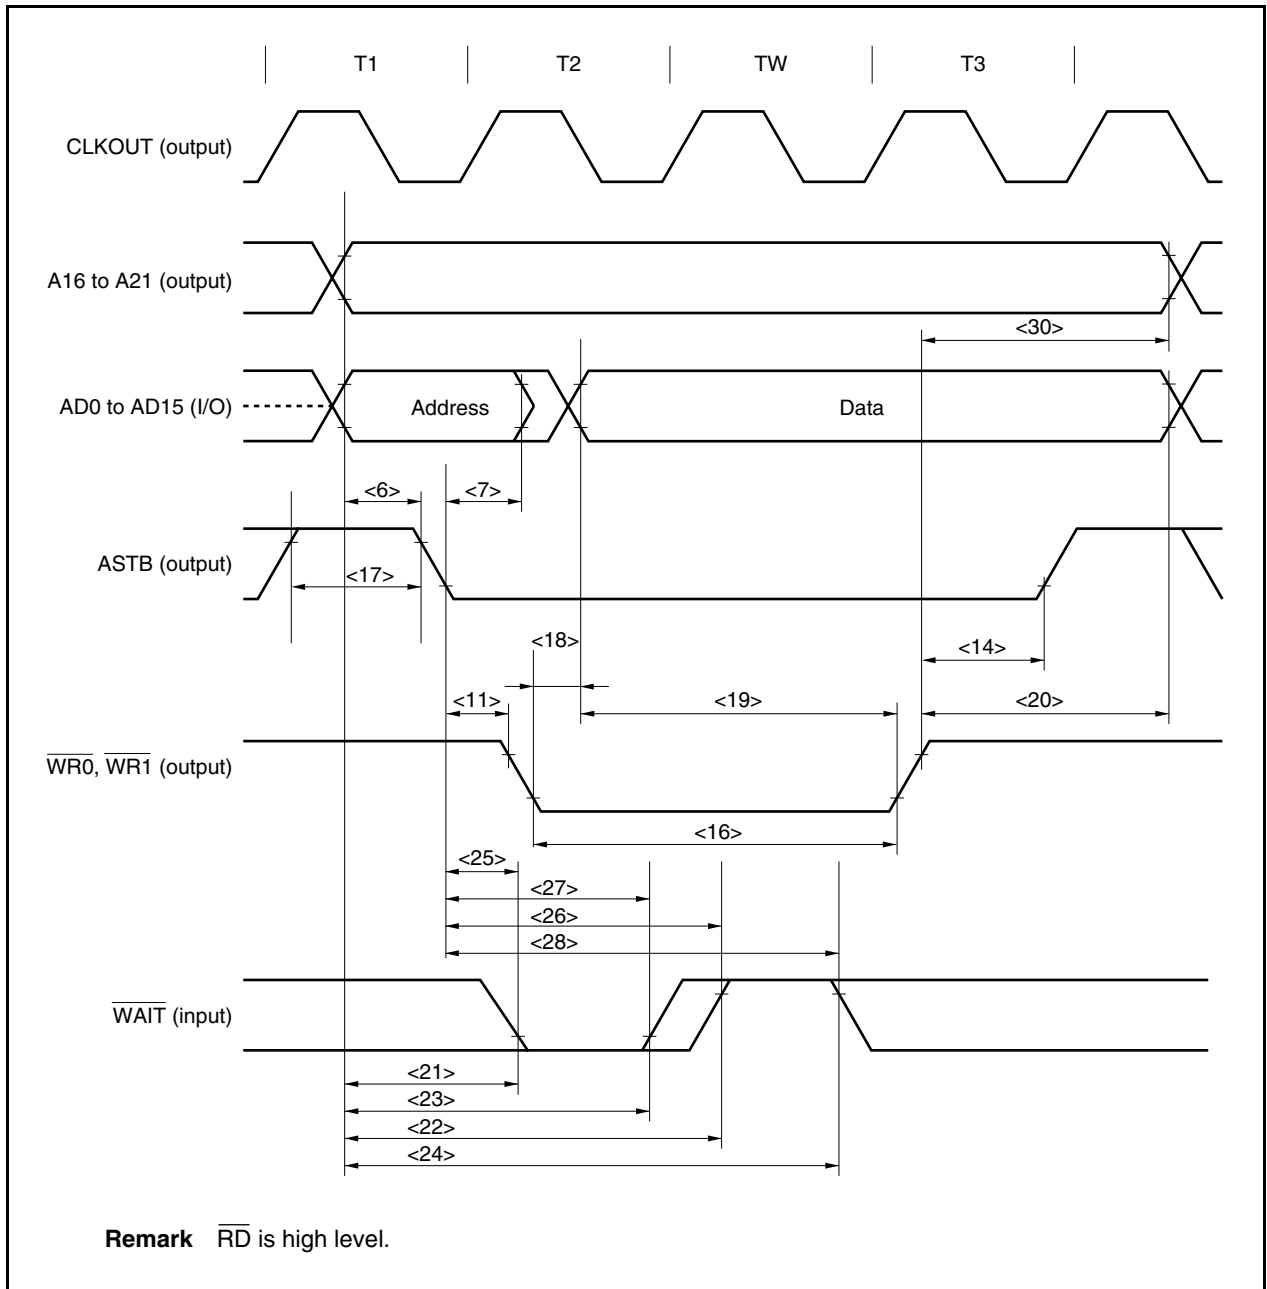 T1 T2 TW T3
CLKOUT (output)
A16 to A21 (output)
<30>
AD0 to AD15 (I/O) Address Data
<6> <7>
ASTB (output)
<17>
<18>
<14>
<11> <19> <20>
WR0, WR1 (output)
<16>
<25>
<27>
<26>
<28>
WAIT (input)
<21>
<23>
<22>
<24>
Remark RD is high level.